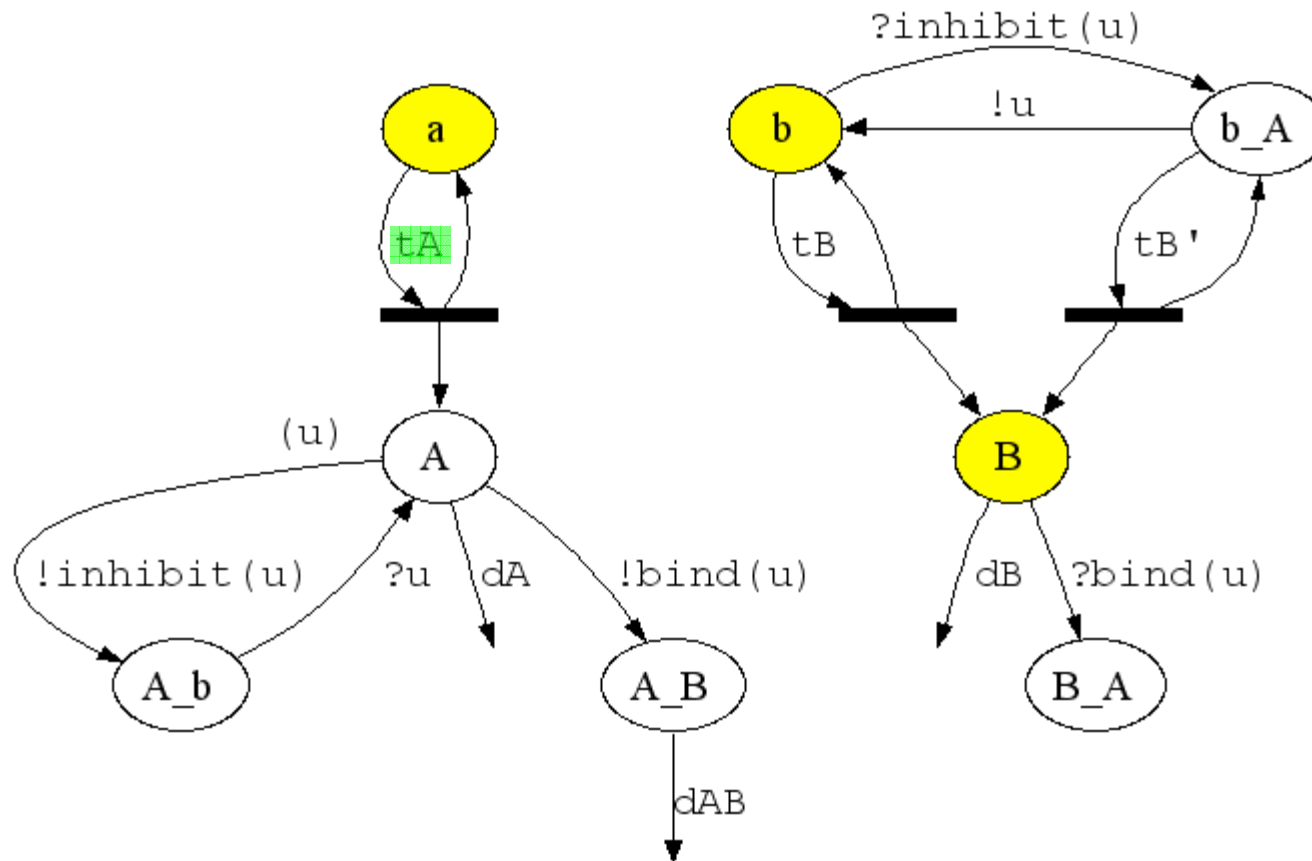 ?inhibit(u)
a
b
!u
b_A
tA
tB
tB'
(u)
A
B
!inhibit(u)
?u
dA
!bind(u)
dB
?bind(u)
A_b
A_B
B_A
dAB